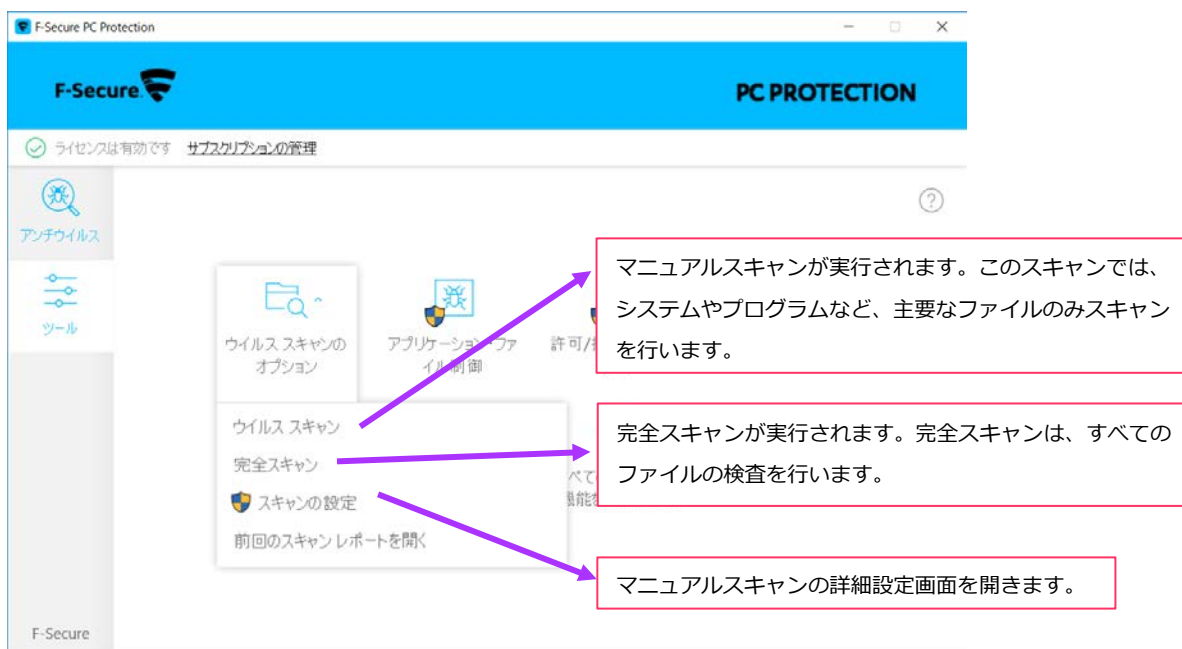 F-Secure PC Protection
F-Secure
PC PROTECTION
ライセンスは有効です サブスクリプションの管理
アンチウイルス
ツール
ウイルス スキャンの
オプション
アプリケーション・ファ
イル制御
許可/
ウイルス スキャン
完全スキャン
スキャンの設定
前回のスキャン レポートを開く
べての
機能を
マニュアルスキャンが実行されます。このスキャンでは、
システムやプログラムなど、主要なファイルのみスキャン
を行います。
完全スキャンが実行されます。完全スキャンは、すべての
ファイルの検査を行います。
マニュアルスキャンの詳細設定画面を開きます。
F-Secure